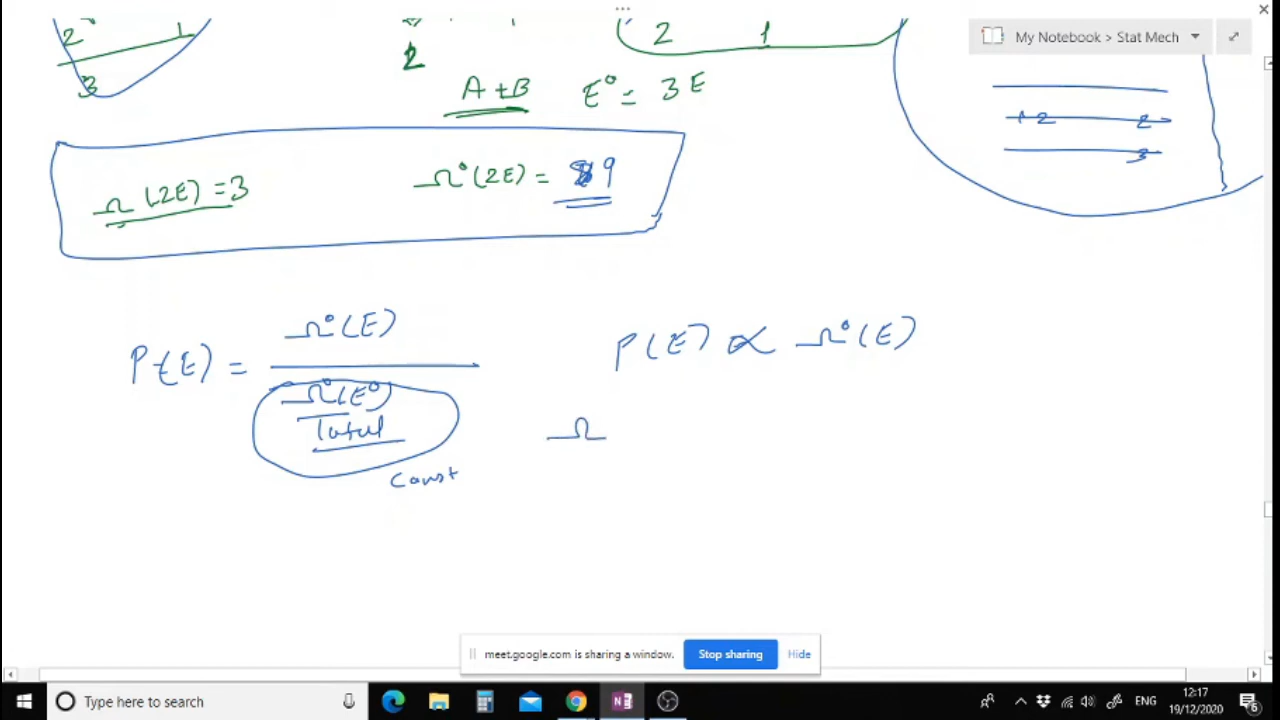 My Notebook > Stat Mech
2 1
3
2
2 1
A + B E° = 3E
+2 2
3
Ω (2E) = 3 Ω°(2E) = 9
P(E) = Ω°(E) / Ω°(E°) P(E) ∝ Ω°(E)
Total
Ω
Const
meet.google.com is sharing a window. Stop sharing Hide
Type here to search
ENG
12:17
19/12/2020
6